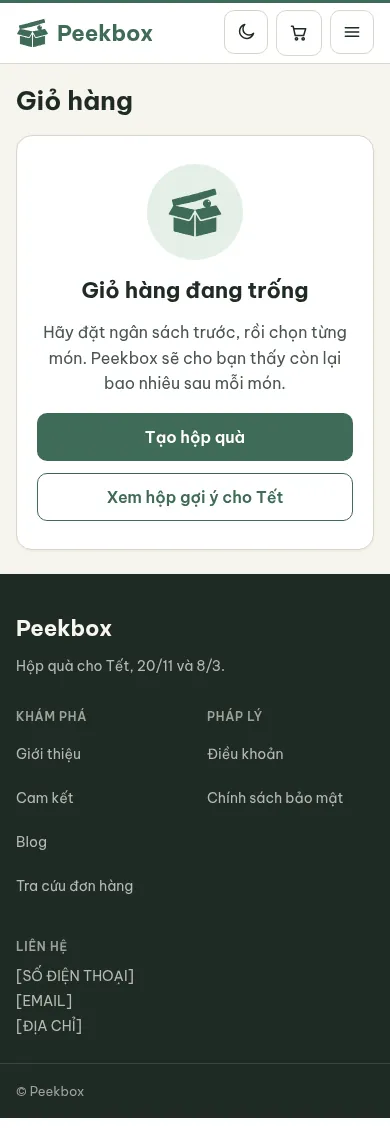 Peekbox
Giỏ hàng
Giỏ hàng đang trống
Hãy đặt ngân sách trước, rồi chọn từng
món. Peekbox sẽ cho bạn thấy còn lại
bao nhiêu sau mỗi món.
Tạo hộp quà
Xem hộp gợi ý cho Tết
Peekbox
Hộp quà cho Tết, 20/11 và 8/3.
KHÁM PHÁ
Giới thiệu
Cam kết
Blog
Tra cứu đơn hàng
PHÁP LÝ
Điều khoản
Chính sách bảo mật
LIÊN HỆ
[SỐ ĐIỆN THOẠI]
[EMAIL]
[ĐỊA CHỈ]
© Peekbox